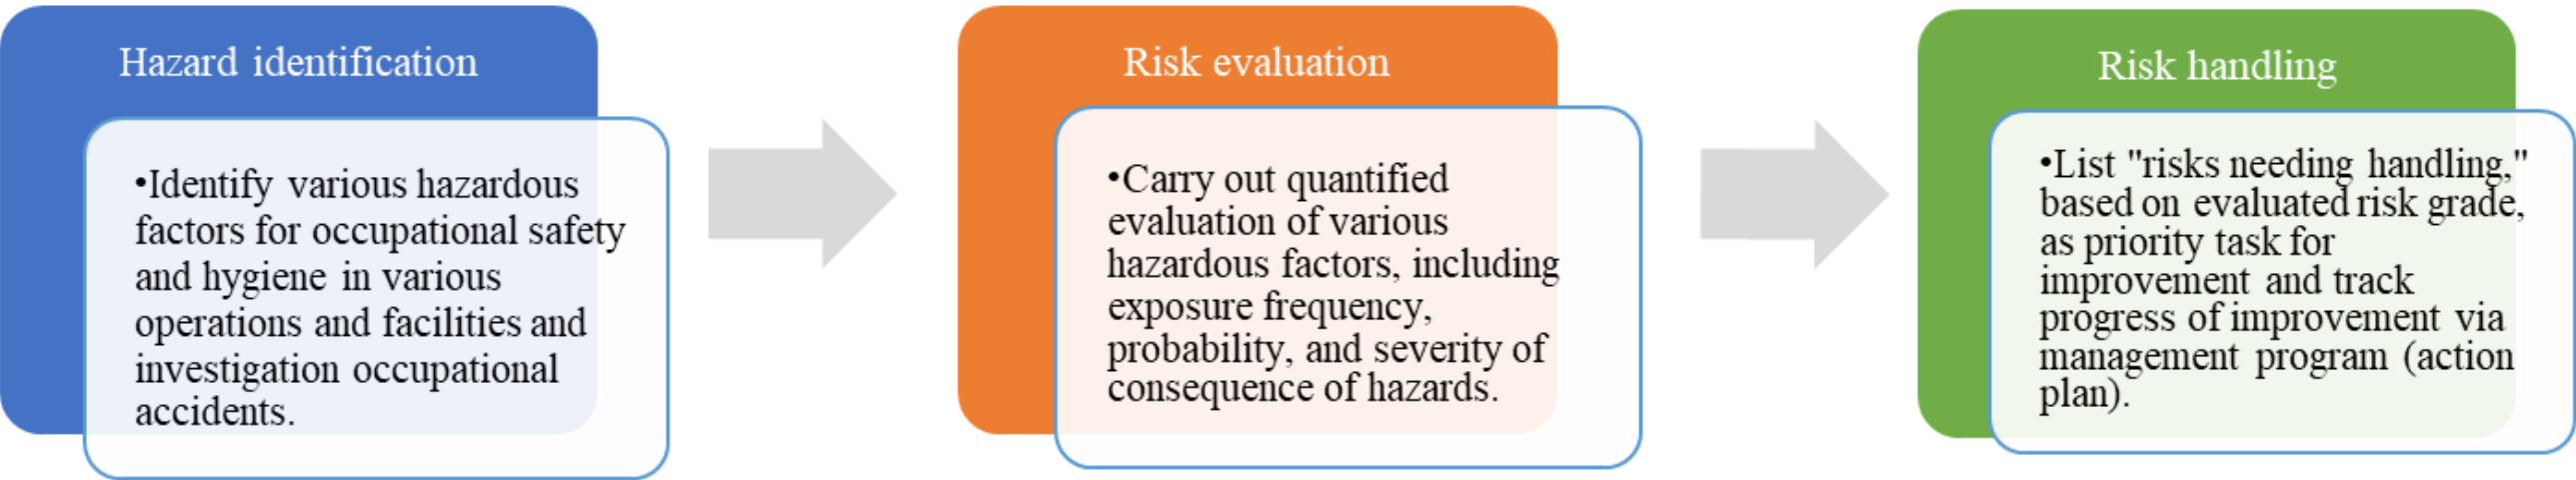 Hazard identification
•Identify various hazardous
factors for occupational safety
and hygiene in various
operations and facilities and
investigation occupational
accidents.
Risk evaluation
•Carry out quantified
evaluation of various
hazardous factors, including
exposure frequency,
probability, and severity of
consequence of hazards.
Risk handling
•List "risks needing handling,"
based on evaluated risk grade,
as priority task for
improvement and track
progress of improvement via
management program (action
plan).